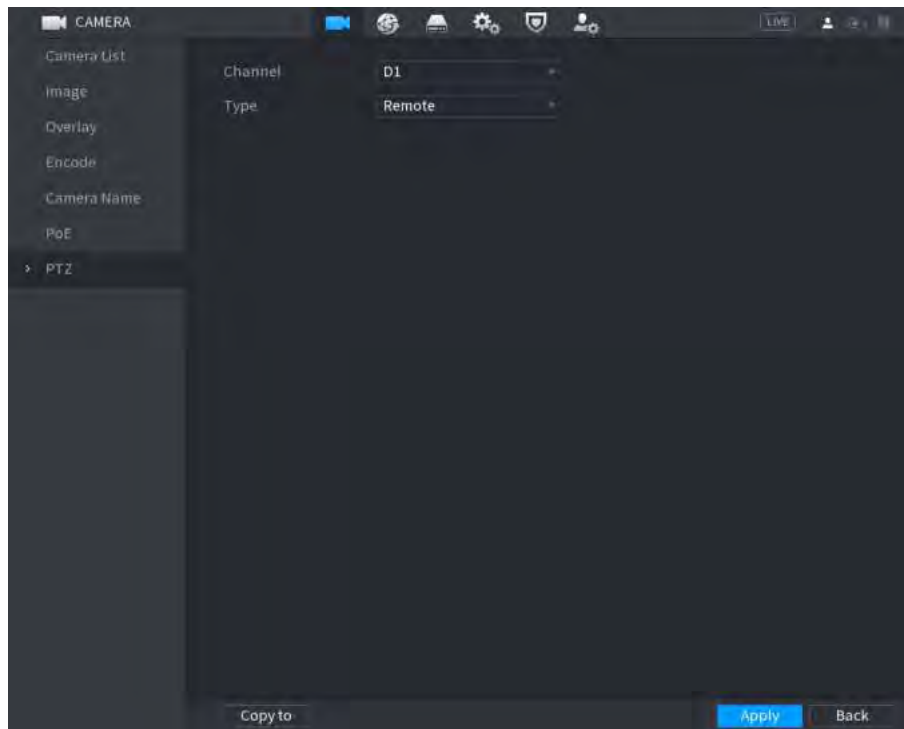 CAMERA
LIVE
Camera List
Image
Overlay
Encode
Camera Name
PoE
PTZ
Channel D1
Type Remote
Copy to
Apply
Back